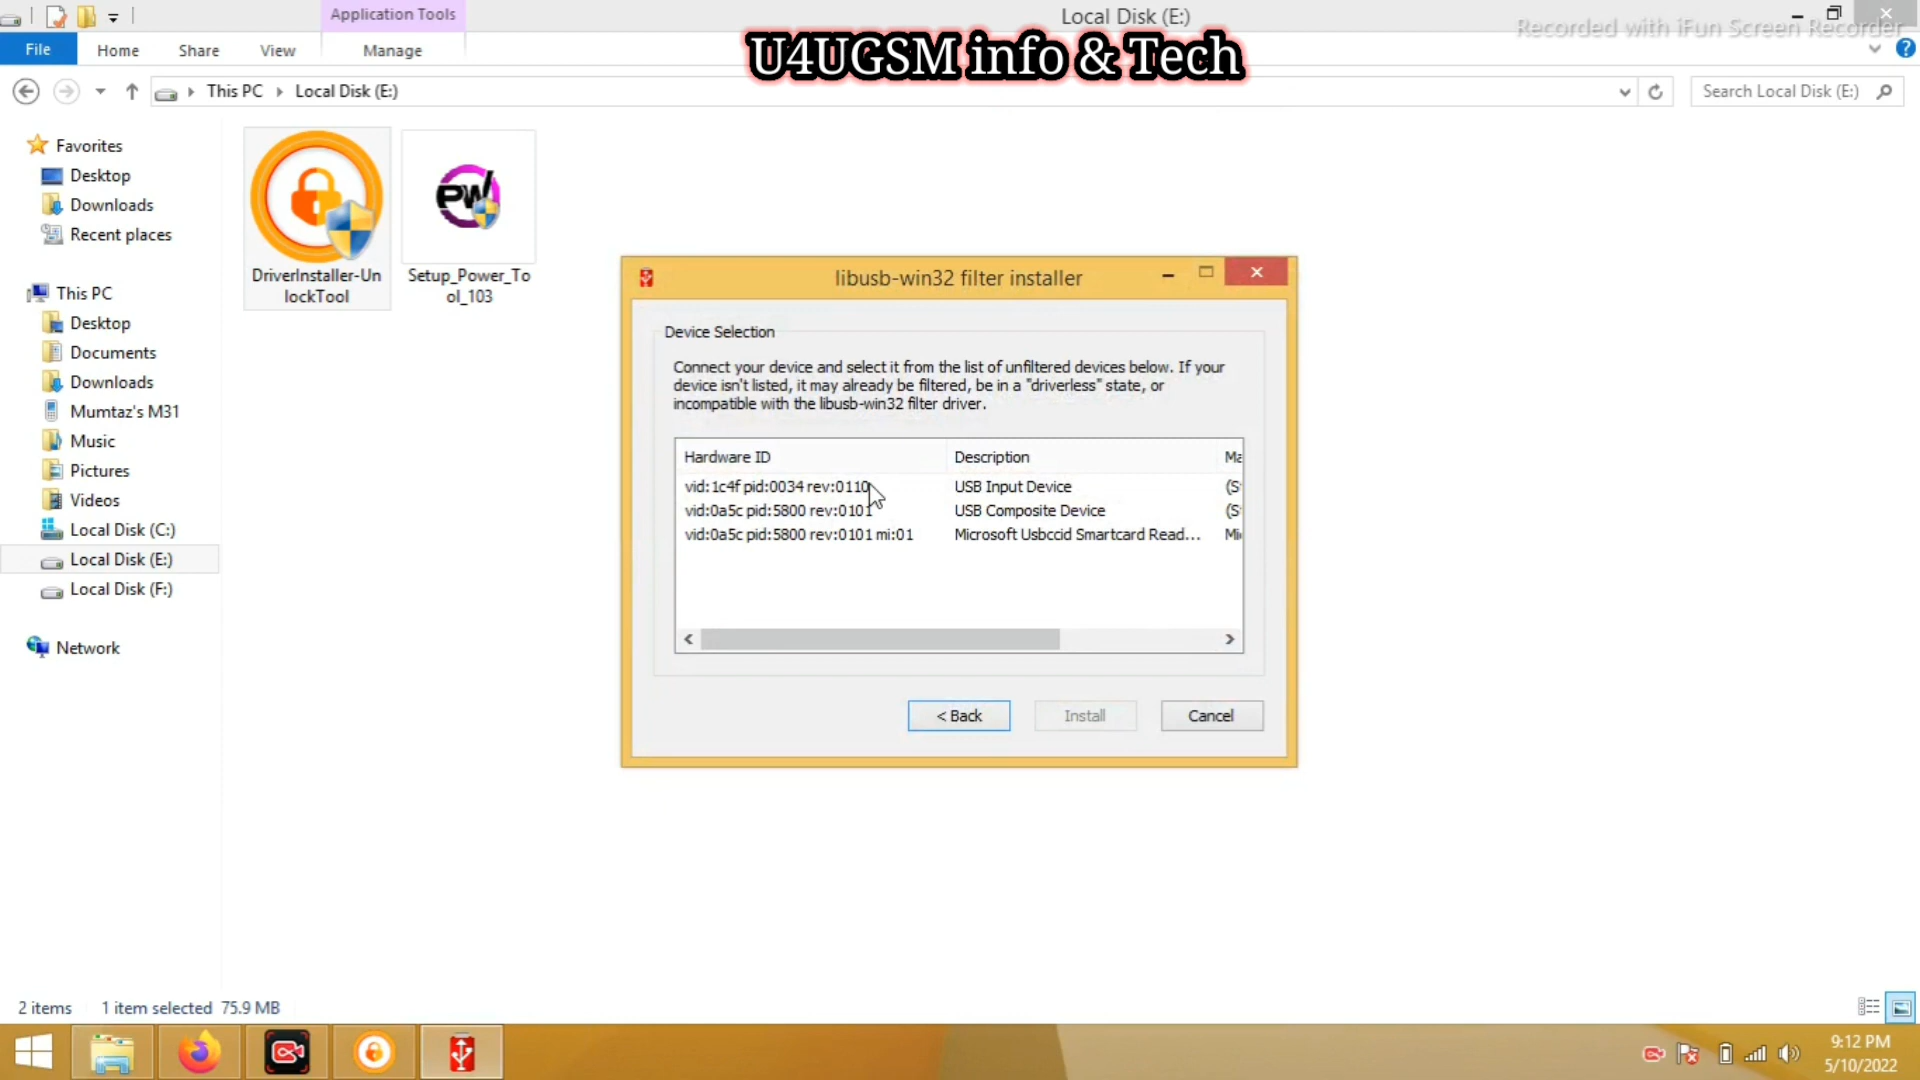 Application Tools
Local Disk (E:)
Recorded with iFun Screen Recorder
U4UGSM info & Tech
File
Home
Share
View
Manage
This PC
Local Disk (E:)
Search Local Disk (E:)
Favorites
Desktop
Downloads
Recent places
This PC
Desktop
Documents
Downloads
Mumtaz's M31
Music
Pictures
Videos
Local Disk (C:)
Local Disk (E:)
Local Disk (F:)
Network
DriverInstaller-Un
lockTool
PW
Setup_Power_To
ol_103
libusb-win32 filter installer
Device Selection
Connect your device and select it from the list of unfiltered devices below. If your
device isn't listed, it may already be filtered, be in a "driverless" state, or
incompatible with the libusb-win32 filter driver.
Hardware ID Description Ma
vid:1c4f pid:0034 rev:0110 USB Input Device (S
vid:0a5c pid:5800 rev:0101 USB Composite Device (S
vid:0a5c pid:5800 rev:0101 mi:01 Microsoft Usbccid Smartcard Read... Mi
< Back
Install
Cancel
2 items
1 item selected 75.9 MB
9:12 PM
5/10/2022